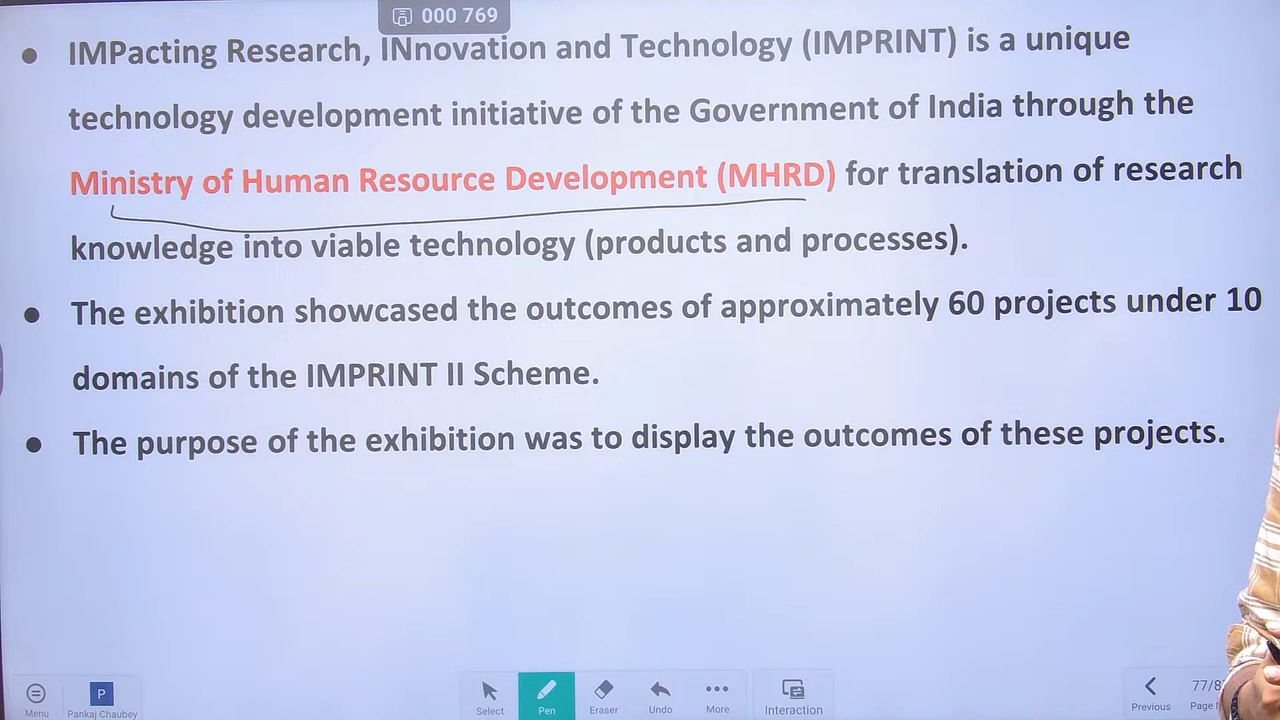 000 769
• IMPacting Research, INnovation and Technology (IMPRINT) is a unique
technology development initiative of the Government of India through the
Ministry of Human Resource Development (MHRD) for translation of research
knowledge into viable technology (products and processes).
• The exhibition showcased the outcomes of approximately 60 projects under 10
domains of the IMPRINT II Scheme.
• The purpose of the exhibition was to display the outcomes of these projects.
Menu
P
Pankaj Chaubey
Select
Pen
Eraser
Undo
More
Interaction
Previous
77/8
Page